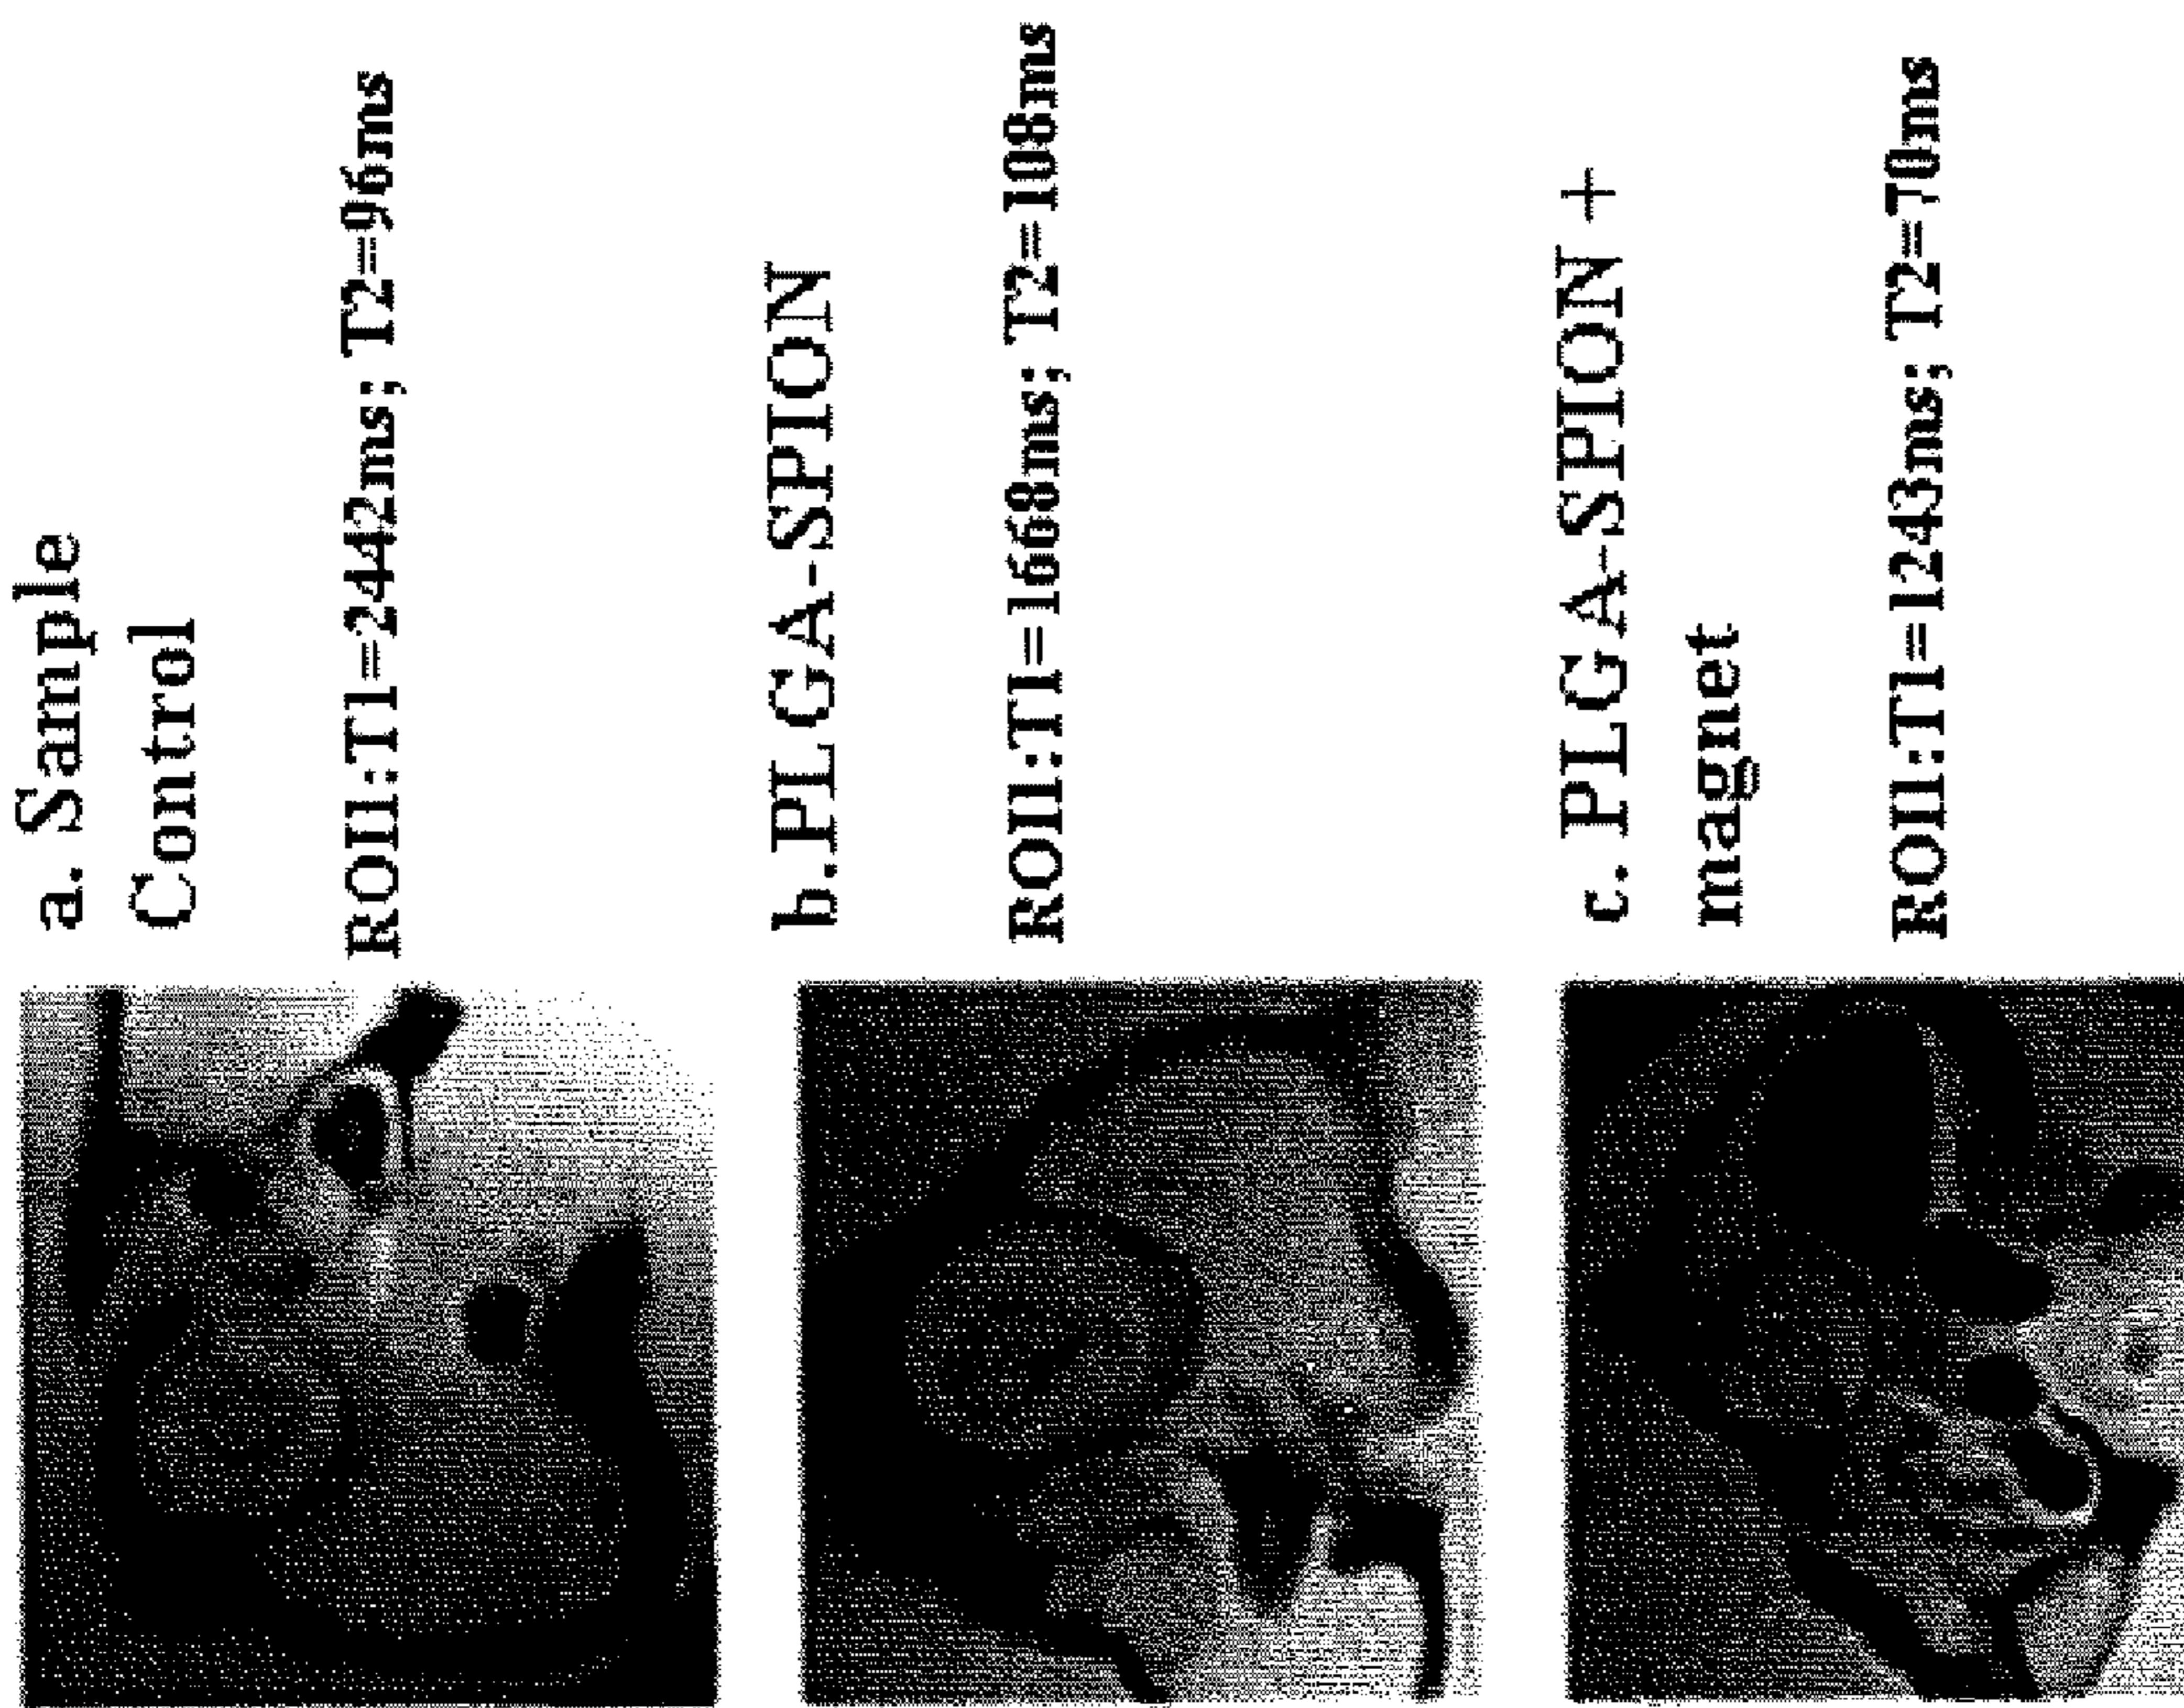 a. Sample
Control
ROI1:T1=2442ms; T2=96ms
b.PLGA-SPION
ROI1:T1=1668ms; T2=108ms
c. PLGA-SPION +
magnet
ROI1:T1=1243ms; T2=70ms